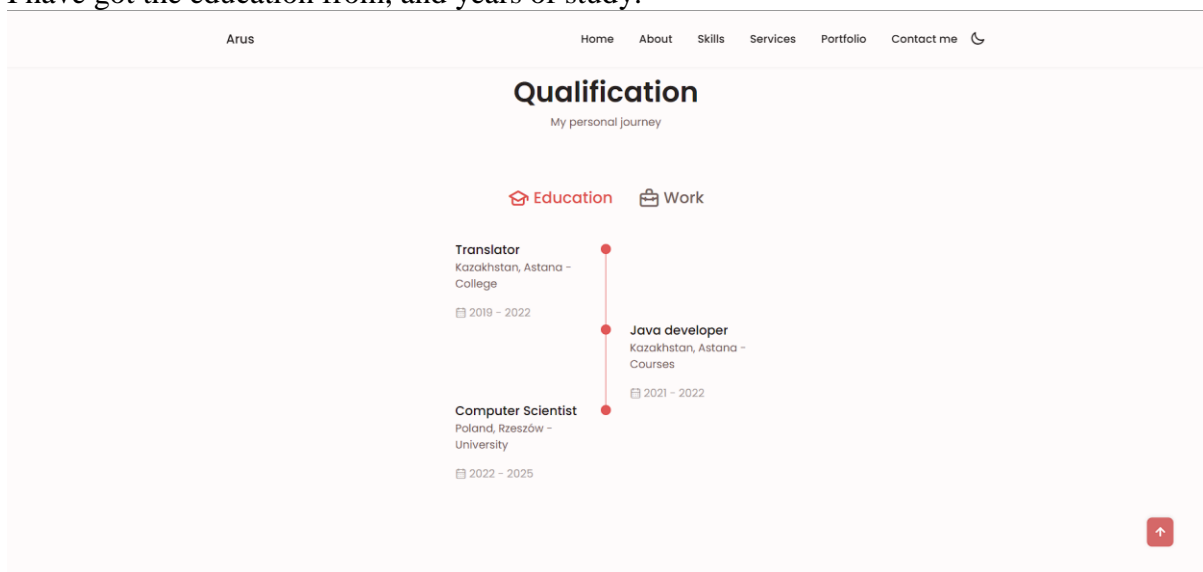 I have got the education from, and years of study.
Arus Home About Skills Services Portfolio Contact me
Qualification
My personal journey
Education Work
Translator
Kazakhstan, Astana -
College
2019 - 2022
Java developer
Kazakhstan, Astana -
Courses
2021 - 2022
Computer Scientist
Poland, Rzeszów -
University
2022 - 2025